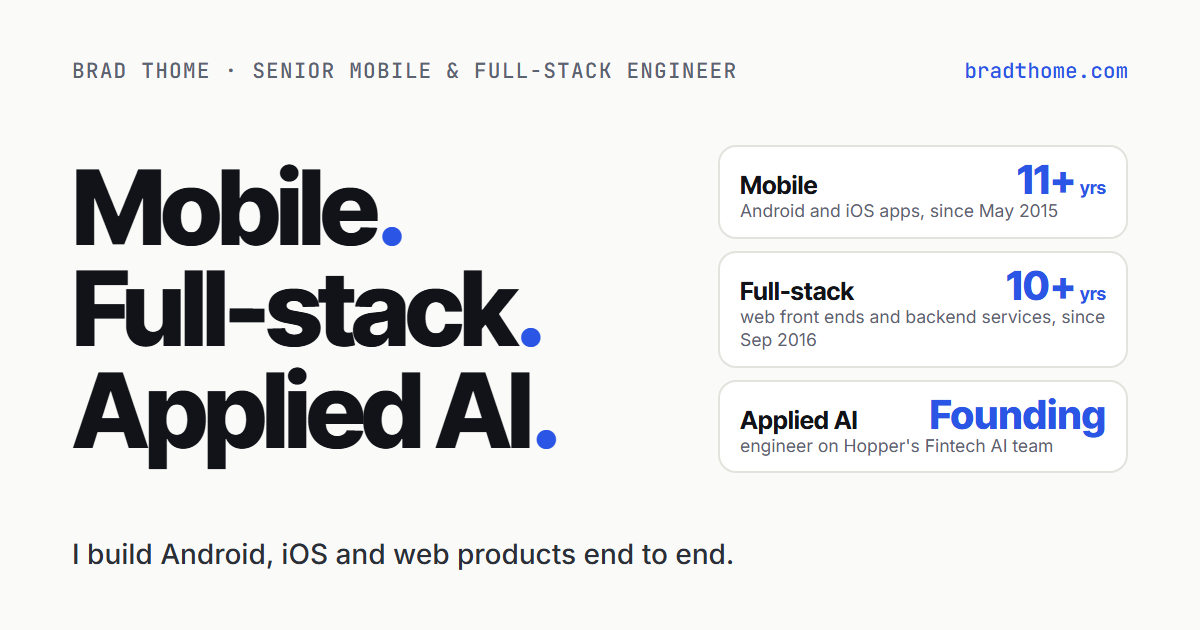 BRAD THOME · SENIOR MOBILE & FULL-STACK ENGINEER
bradthome.com
Mobile.
Full-stack.
Applied AI.
Mobile 11+ yrs
Android and iOS apps, since May 2015
Full-stack 10+ yrs
web front ends and backend services, since
Sep 2016
Applied AI Founding
engineer on Hopper's Fintech AI team
I build Android, iOS and web products end to end.